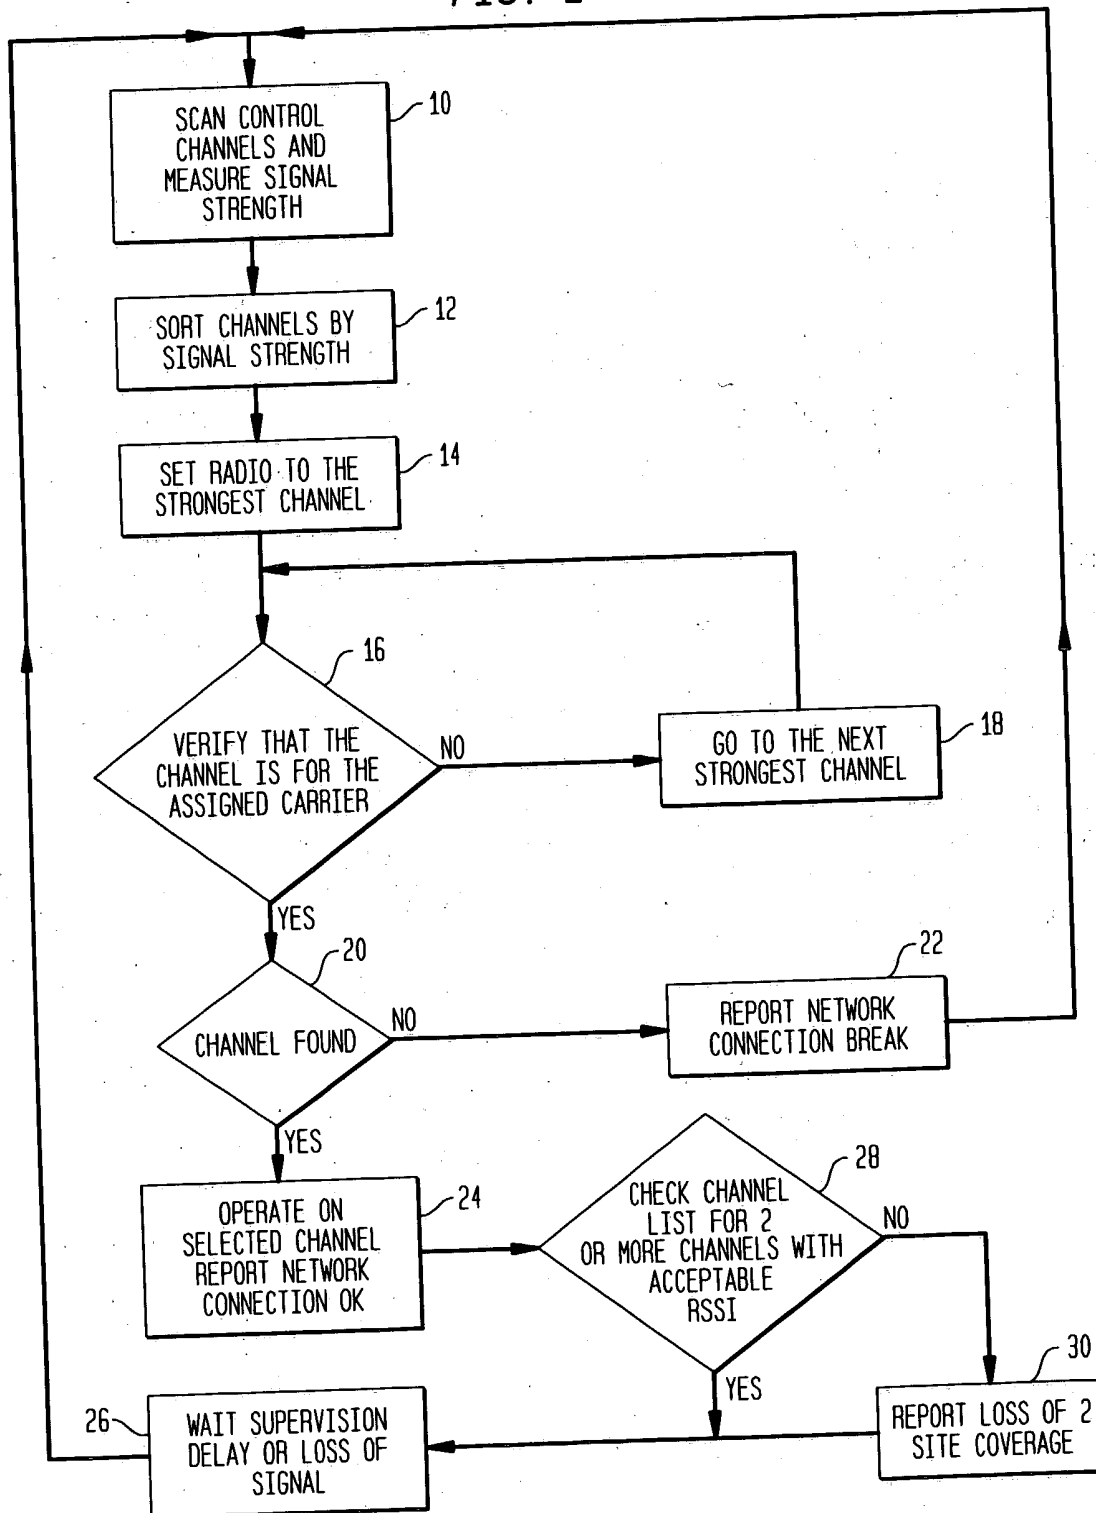 SCAN CONTROL
CHANNELS AND
MEASURE SIGNAL
STRENGTH
10
SORT CHANNELS BY
SIGNAL STRENGTH
12
SET RADIO TO THE
STRONGEST CHANNEL
14
16
VERIFY THAT THE
CHANNEL IS FOR THE
ASSIGNED CARRIER
NO
GO TO THE NEXT
STRONGEST CHANNEL
18
YES
20
CHANNEL FOUND
NO
22
REPORT NETWORK
CONNECTION BREAK
YES
OPERATE ON
SELECTED CHANNEL
REPORT NETWORK
CONNECTION OK
24
28
CHECK CHANNEL
LIST FOR 2
OR MORE CHANNELS WITH
ACCEPTABLE
RSSI
NO
YES
30
REPORT LOSS OF 2
SITE COVERAGE
26
WAIT SUPERVISION
DELAY OR LOSS OF
SIGNAL